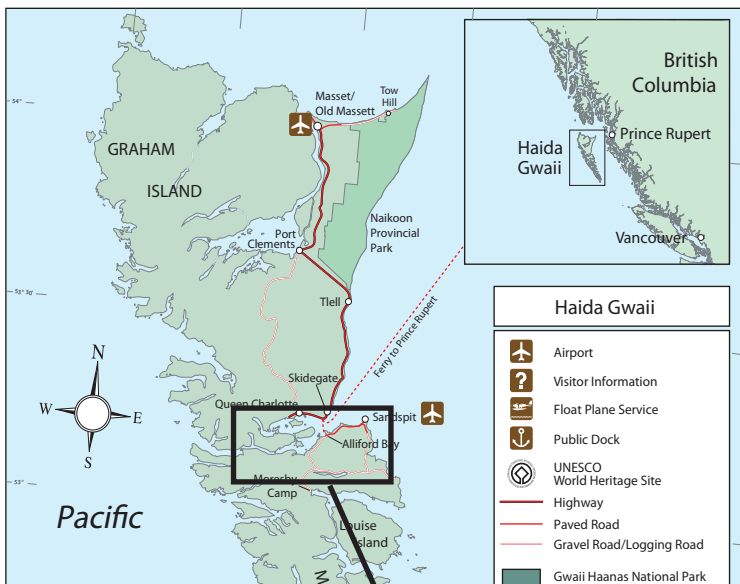 54°
Masset/
Old Massett
Tow
Hill
GRAHAM
ISLAND
Port
Clements
Naikoon
Provincial
Park
53° 30'
Tlell
Ferry to Prince Rupert
N
W
E
S
Skidegate
Queen Charlotte
Sandspit
Alliford Bay
53°
Moresby
Camp
Pacific
Louise
Island
M
British
Columbia
Prince Rupert
Haida
Gwaii
Vancouver
Haida Gwaii
Airport
?
Visitor Information
Float Plane Service
Public Dock
UNESCO
World Heritage Site
Highway
Paved Road
Gravel Road/Logging Road
Gwaii Haanas National Park